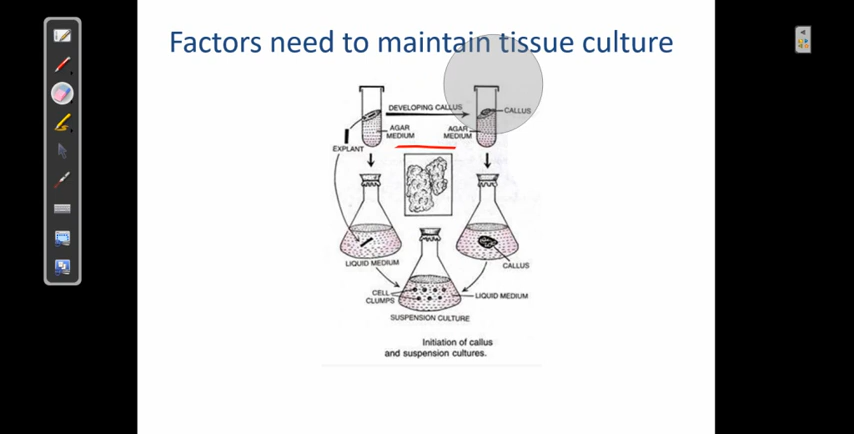 Factors need to maintain tissue culture
DEVELOPING CALLUS
CALLUS
AGAR
MEDIUM
AGAR
MEDIUM
EXPLANT
LIQUID MEDIUM
CALLUS
CELL
CLUMPS
LIQUID MEDIUM
SUSPENSION CULTURE
Initiation of callus
and suspension cultures.